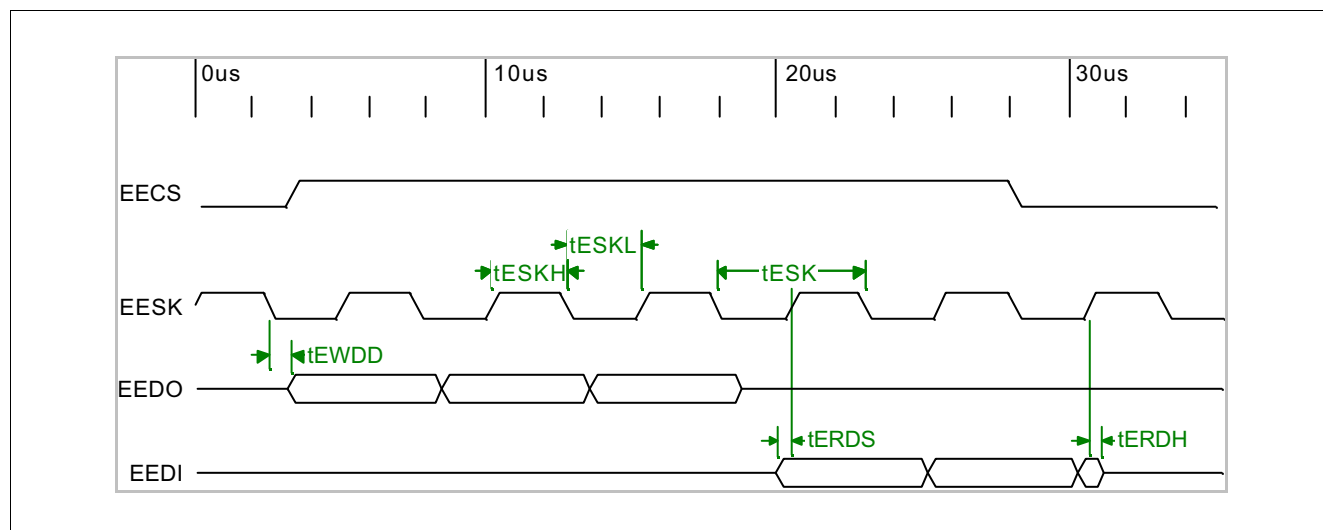 0us 10us 20us 30us
EECS
tESKL
tESKH tESK
EESK
tEWDD
EEDO
tERDS tERDH
EEDI